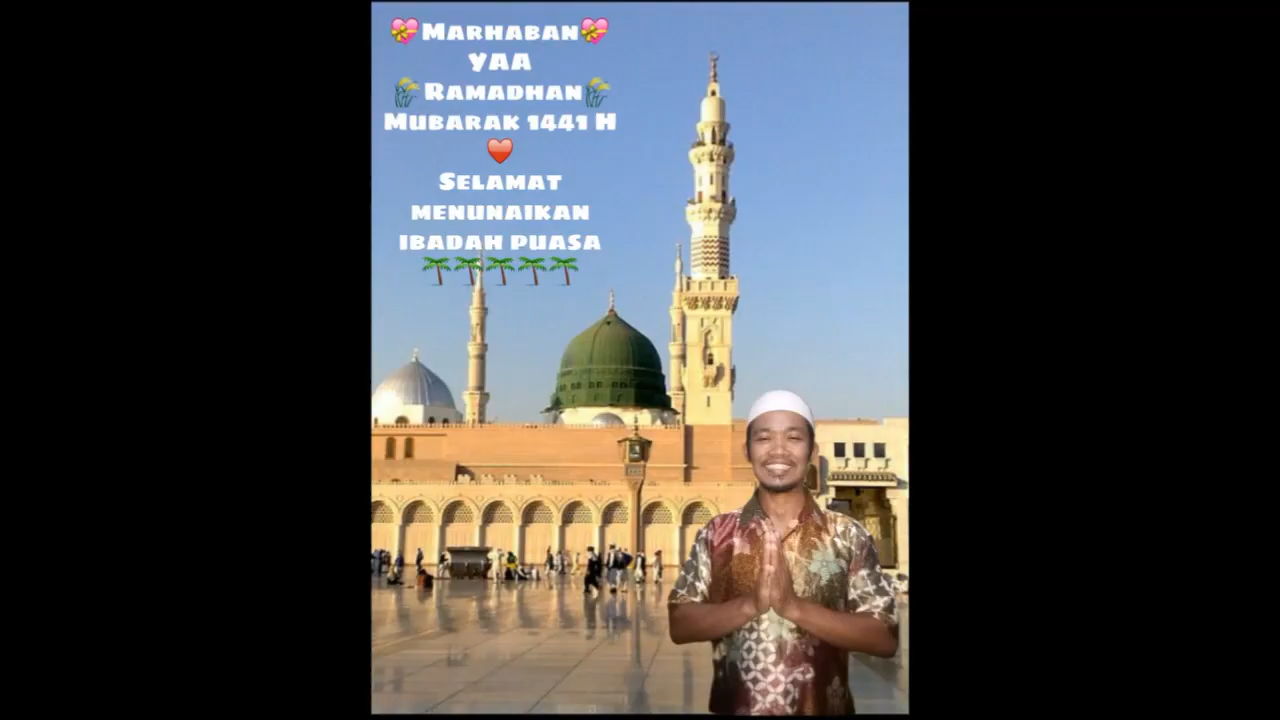 💝Marhaban💝
yaa
🌾Ramadhan🌾
Mubarak 1441 H
♥️
Selamat
menunaikan
ibadah puasa
🌴🌴🌴🌴🌴